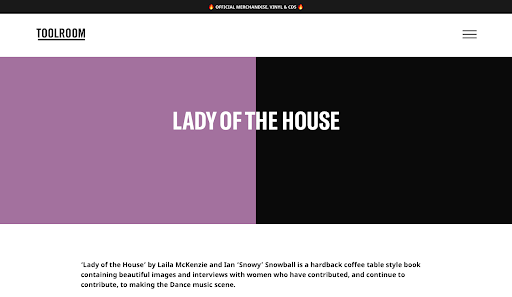 🔥 OFFICIAL MERCHANDISE, VINYL & CDS 🔥
TOOLROOM
LADY OF THE HOUSE
‘Lady of the House’ by Laila McKenzie and Ian ‘Snowy’ Snowball is a hardback coffee table style book
containing beautiful images and interviews with women who have contributed, and continue to
contribute, to making the Dance music scene.